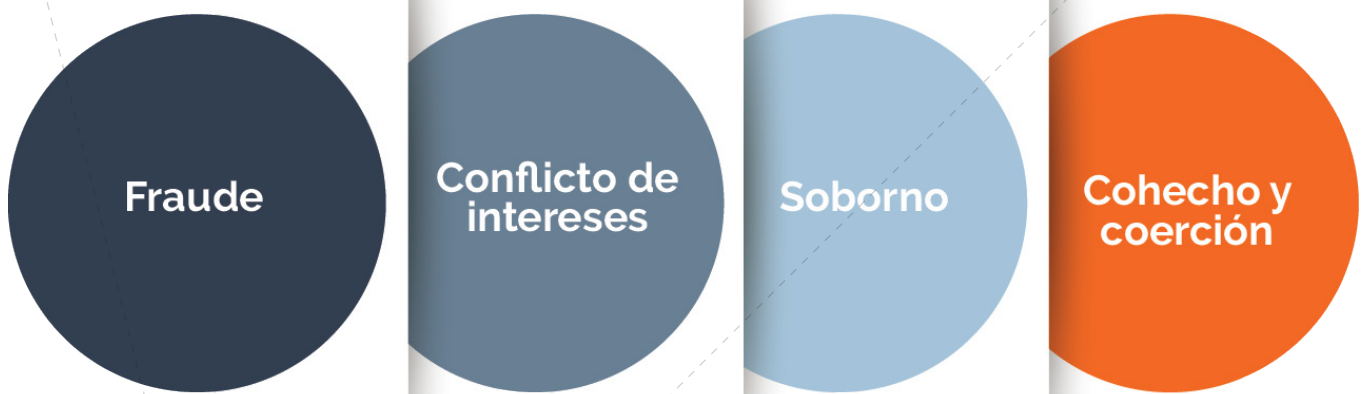 Fraude
Conflicto de
intereses
Soborno
Cohecho y
coerción